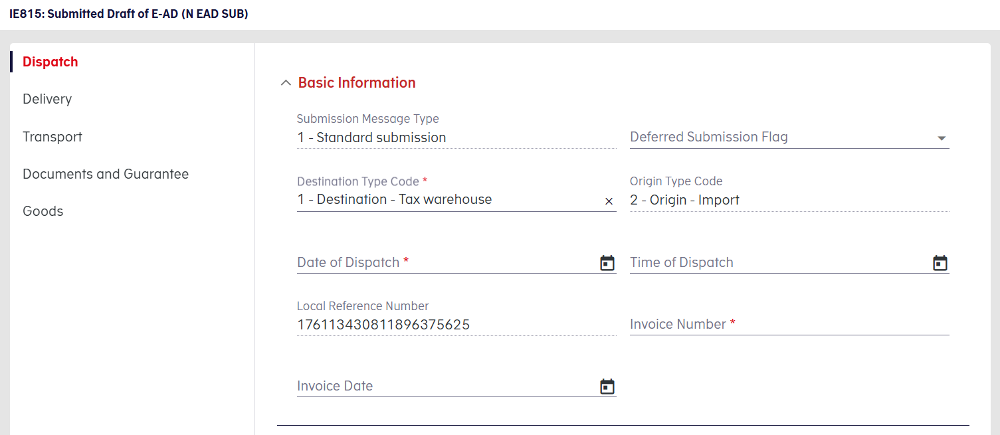 IE815: Submitted Draft of E-AD (N EAD SUB)
Dispatch
Delivery
Transport
Documents and Guarantee
Goods
Basic Information
Submission Message Type
1 - Standard submission
Deferred Submission Flag
Destination Type Code *
1 - Destination - Tax warehouse
Origin Type Code
2 - Origin - Import
Date of Dispatch *
Time of Dispatch
Local Reference Number
176113430811896375625
Invoice Number *
Invoice Date